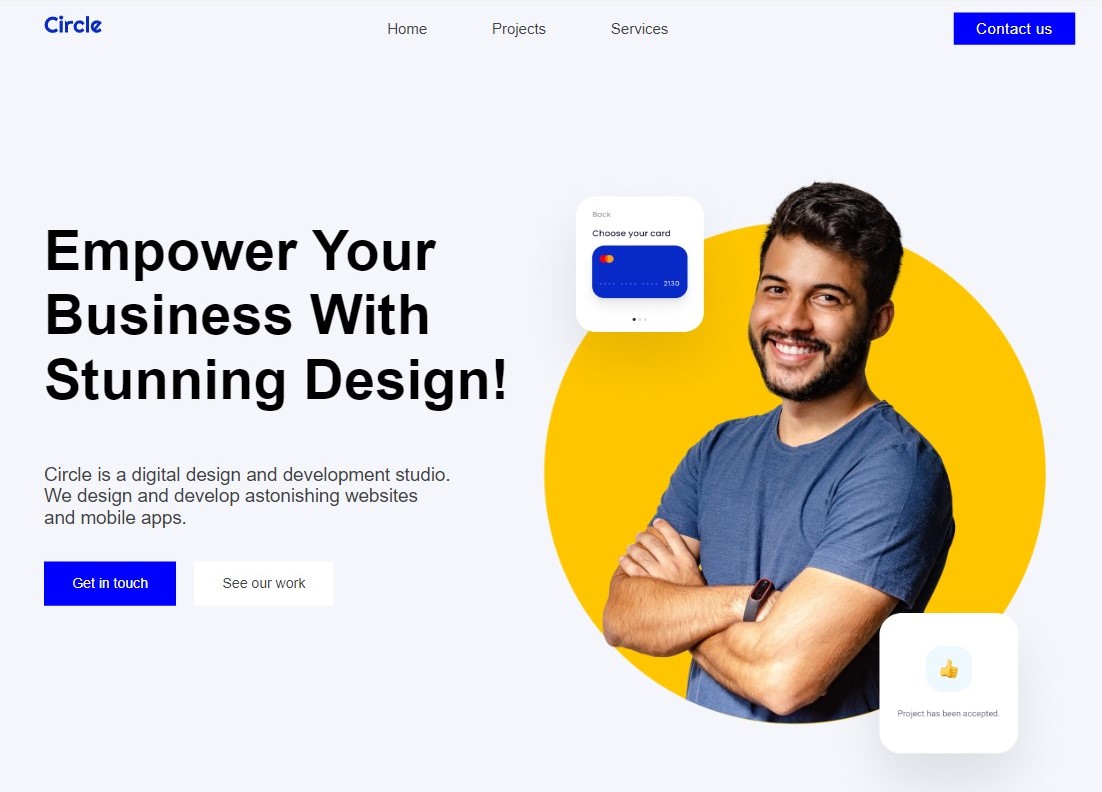 Circle
Home
Projects
Services
Contact us
Empower Your
Business With
Stunning Design!
Circle is a digital design and development studio.
We design and develop astonishing websites
and mobile apps.
Get in touch
See our work
Back
Choose your card
2130
Project has been accepted.